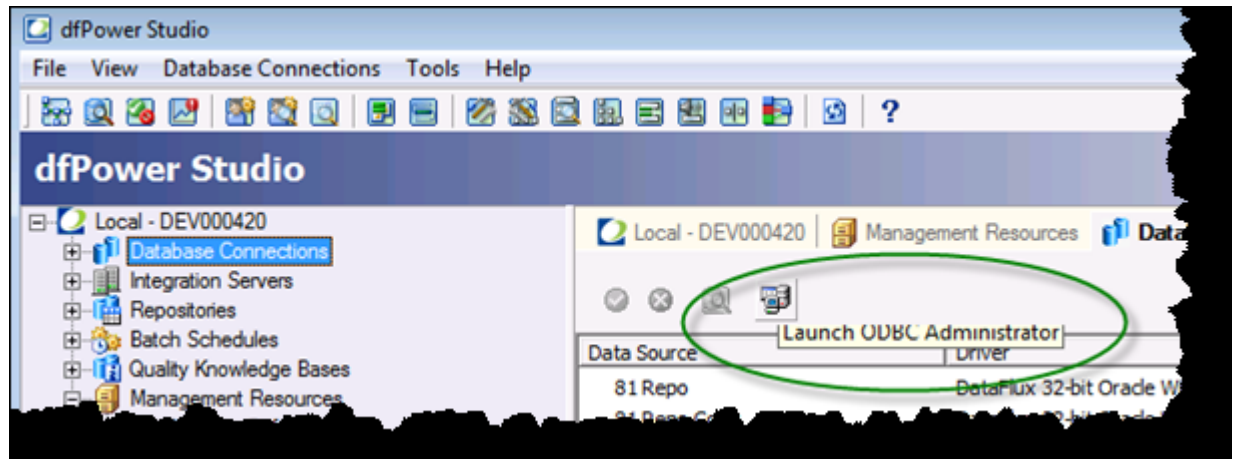 dfPower Studio
File View Database Connections Tools Help
?
dfPower Studio
Local - DEV000420
Database Connections
Integration Servers
Repositories
Batch Schedules
Quality Knowledge Bases
Management Resources
Local - DEV000420 Management Resources Data
Launch ODBC Administrator
Data Source Driver
81 Repo DataFlux 32-bit Oracle W